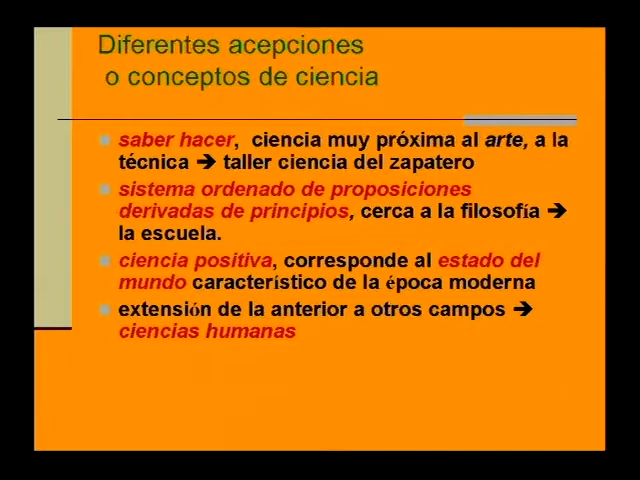 Diferentes acepciones
o conceptos de ciencia
saber hacer, ciencia muy próxima al arte, a la
técnica ➔ taller ciencia del zapatero
sistema ordenado de proposiciones
derivadas de principios, cerca a la filosofía ➔
la escuela.
ciencia positiva, corresponde al estado del
mundo característico de la época moderna
extensión de la anterior a otros campos ➔
ciencias humanas